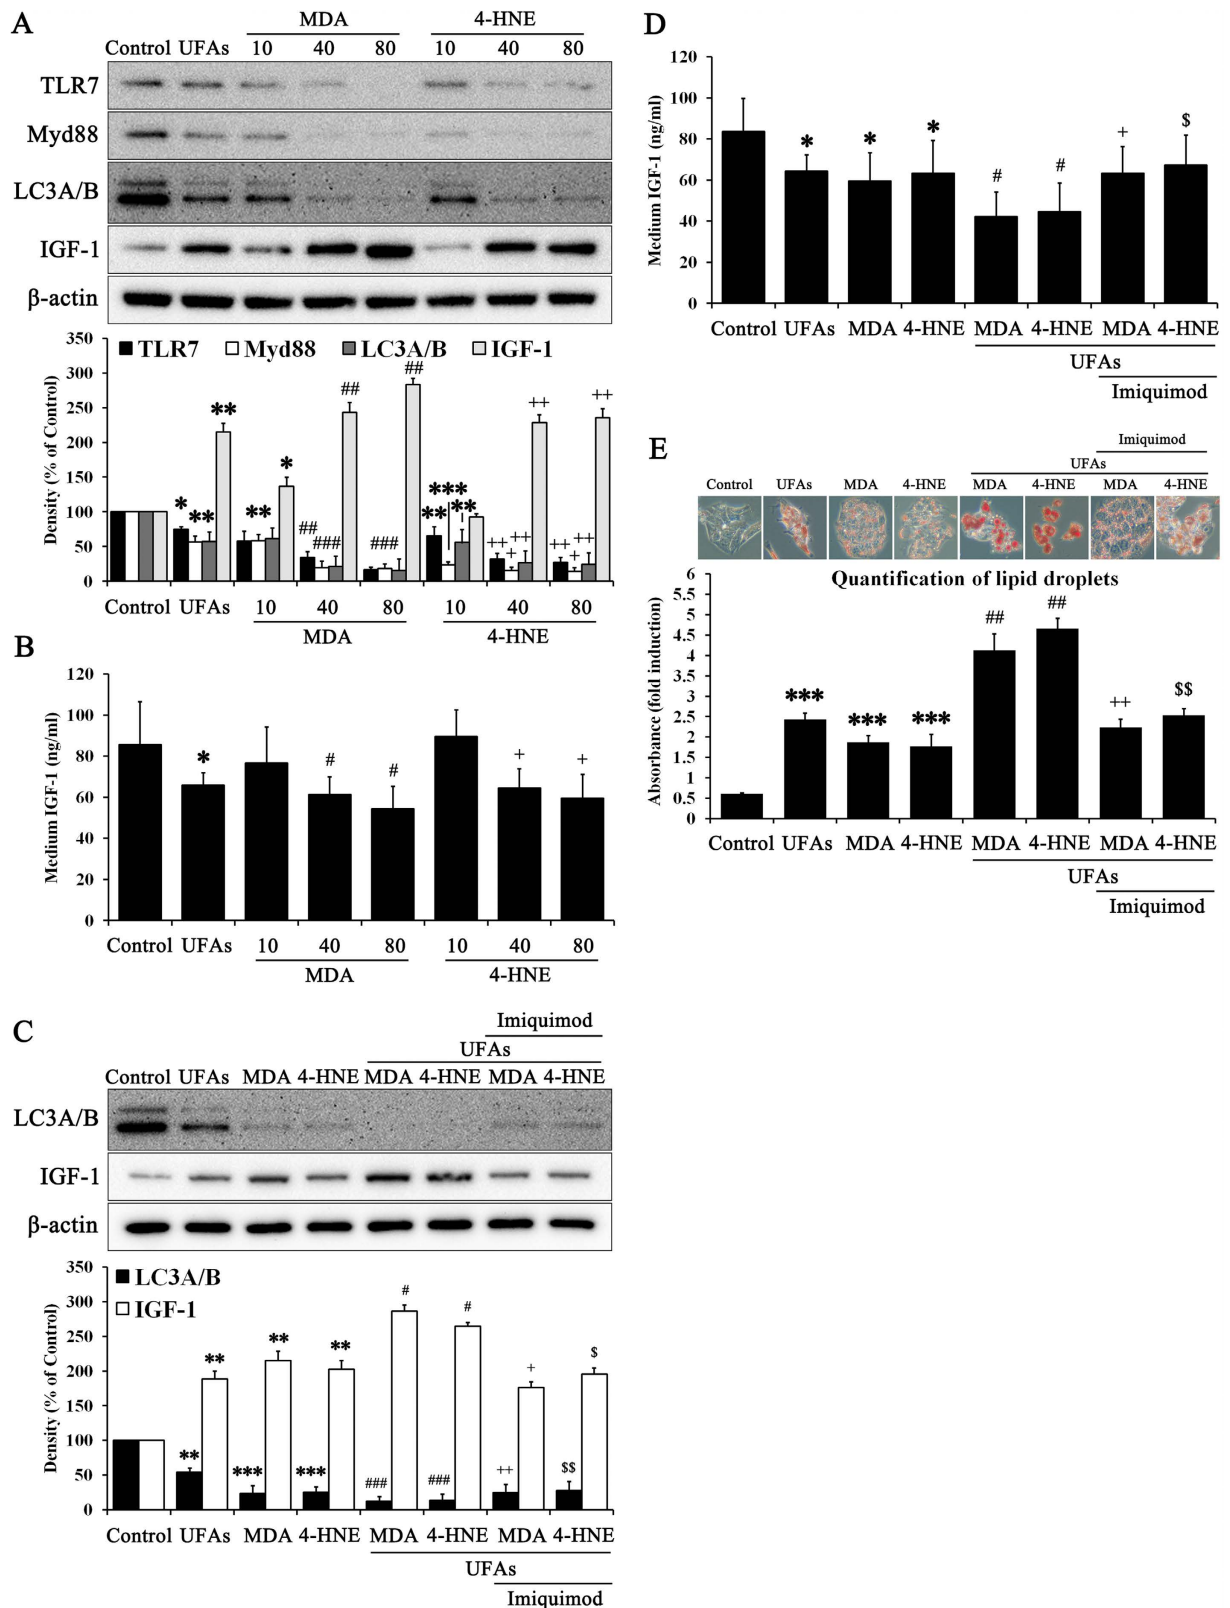 A
MDA 4-HNE
Control UFAs 10 40 80 10 40 80
TLR7
Myd88
LC3A/B
IGF-1
β-actin
TLR7 Myd88 LC3A/B IGF-1
Density (% of Control)
350
300
250
200
150
100
50
0
* ** ** ** * ## ### ## ### ## *** ** ** ++ + ++ ++ + ++
Control UFAs 10 40 80 10 40 80
MDA 4-HNE
B
Medium IGF-1 (ng/ml)
120
100
80
60
40
20
0
* # # + +
Control UFAs 10 40 80 10 40 80
MDA 4-HNE
C
Imiquimod
UFAs
Control UFAs MDA 4-HNE MDA 4-HNE MDA 4-HNE
LC3A/B
IGF-1
β-actin
LC3A/B
IGF-1
Density (% of Control)
350
300
250
200
150
100
50
0
** ** *** ** *** ** ### # ### # ++ + $$ $
Control UFAs MDA 4-HNE MDA 4-HNE MDA 4-HNE
UFAs
Imiquimod
D
Medium IGF-1 (ng/ml)
120
100
80
60
40
20
0
* * * # # + $
Control UFAs MDA 4-HNE MDA 4-HNE MDA 4-HNE
UFAs
Imiquimod
E
Imiquimod
UFAs
Control UFAs MDA 4-HNE MDA 4-HNE MDA 4-HNE
Quantification of lipid droplets
Absorbance (fold induction)
6
5.5
5
4.5
4
3.5
3
2.5
2
1.5
1
0.5
0
*** *** *** ## ## ++ $$
Control UFAs MDA 4-HNE MDA 4-HNE MDA 4-HNE
UFAs
Imiquimod